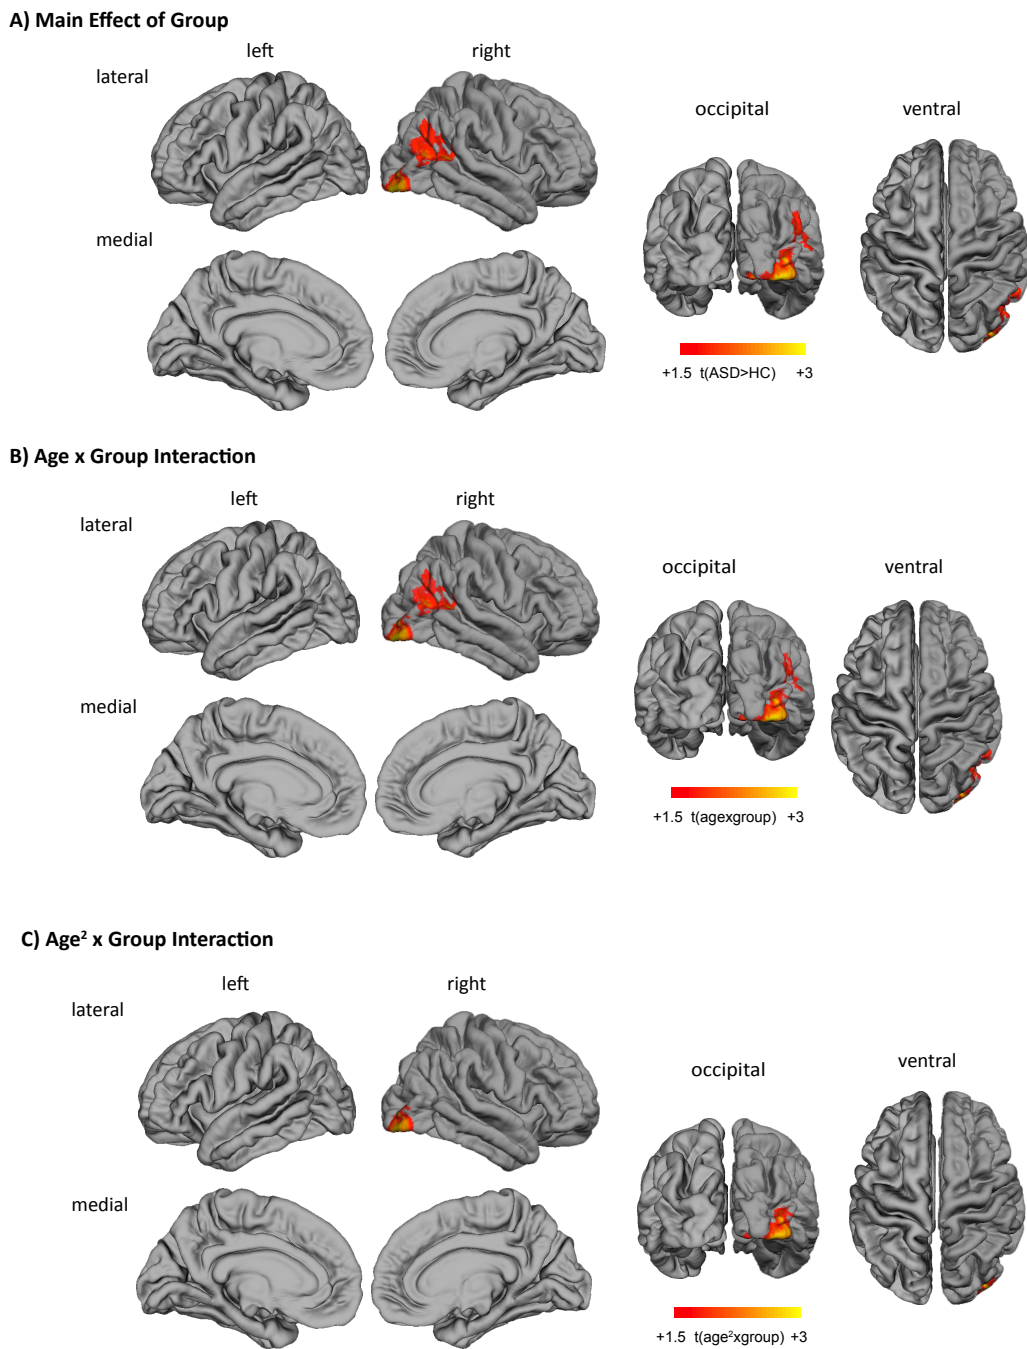 A) Main Effect of Group
left right
lateral
occipital ventral
medial
+1.5 t(ASD>HC) +3
B) Age x Group Interaction
left right
lateral
occipital ventral
medial
+1.5 t(agexgroup) +3
C) Age² x Group Interaction
left right
lateral
occipital ventral
medial
+1.5 t(age²xgroup) +3